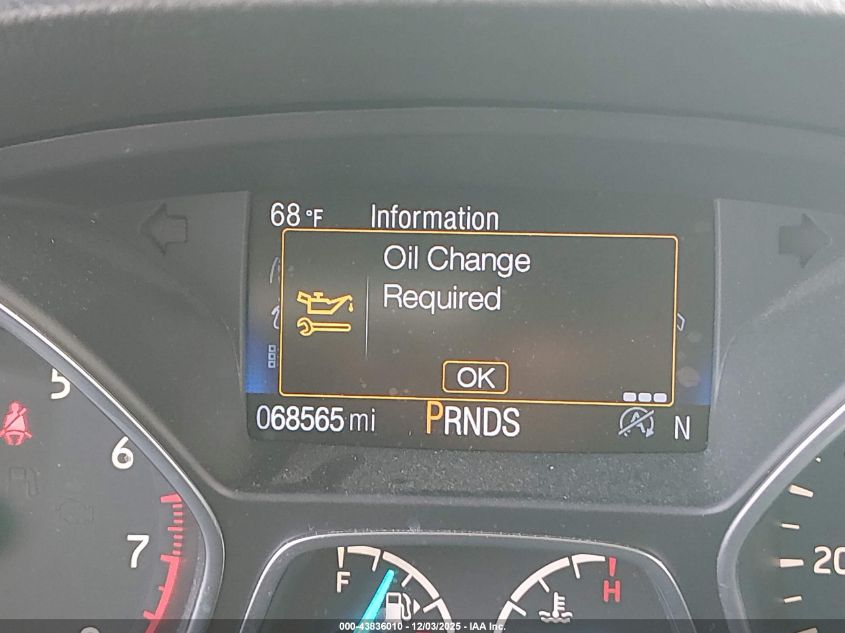 68°F Information
Oil Change
Required
OK
068565 mi PRNDS N
5
6
7
F
H
20
000-43836010 - 12/03/2025 - IAA Inc.